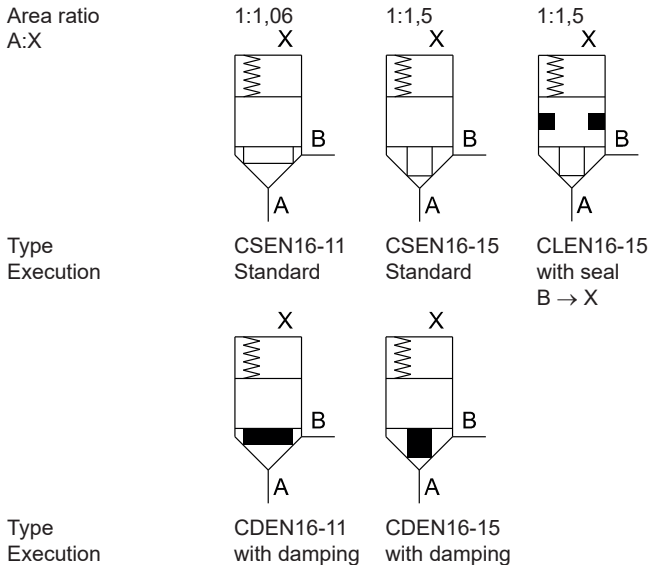 Area ratio 1:1,06 1:1,5 1:1,5
A:X X X X
B B B
A A A
Type CSEN16-11 CSEN16-15 CLEN16-15
Execution Standard Standard with seal
B → X
X X
B B
A A
Type CDEN16-11 CDEN16-15
Execution with damping with damping